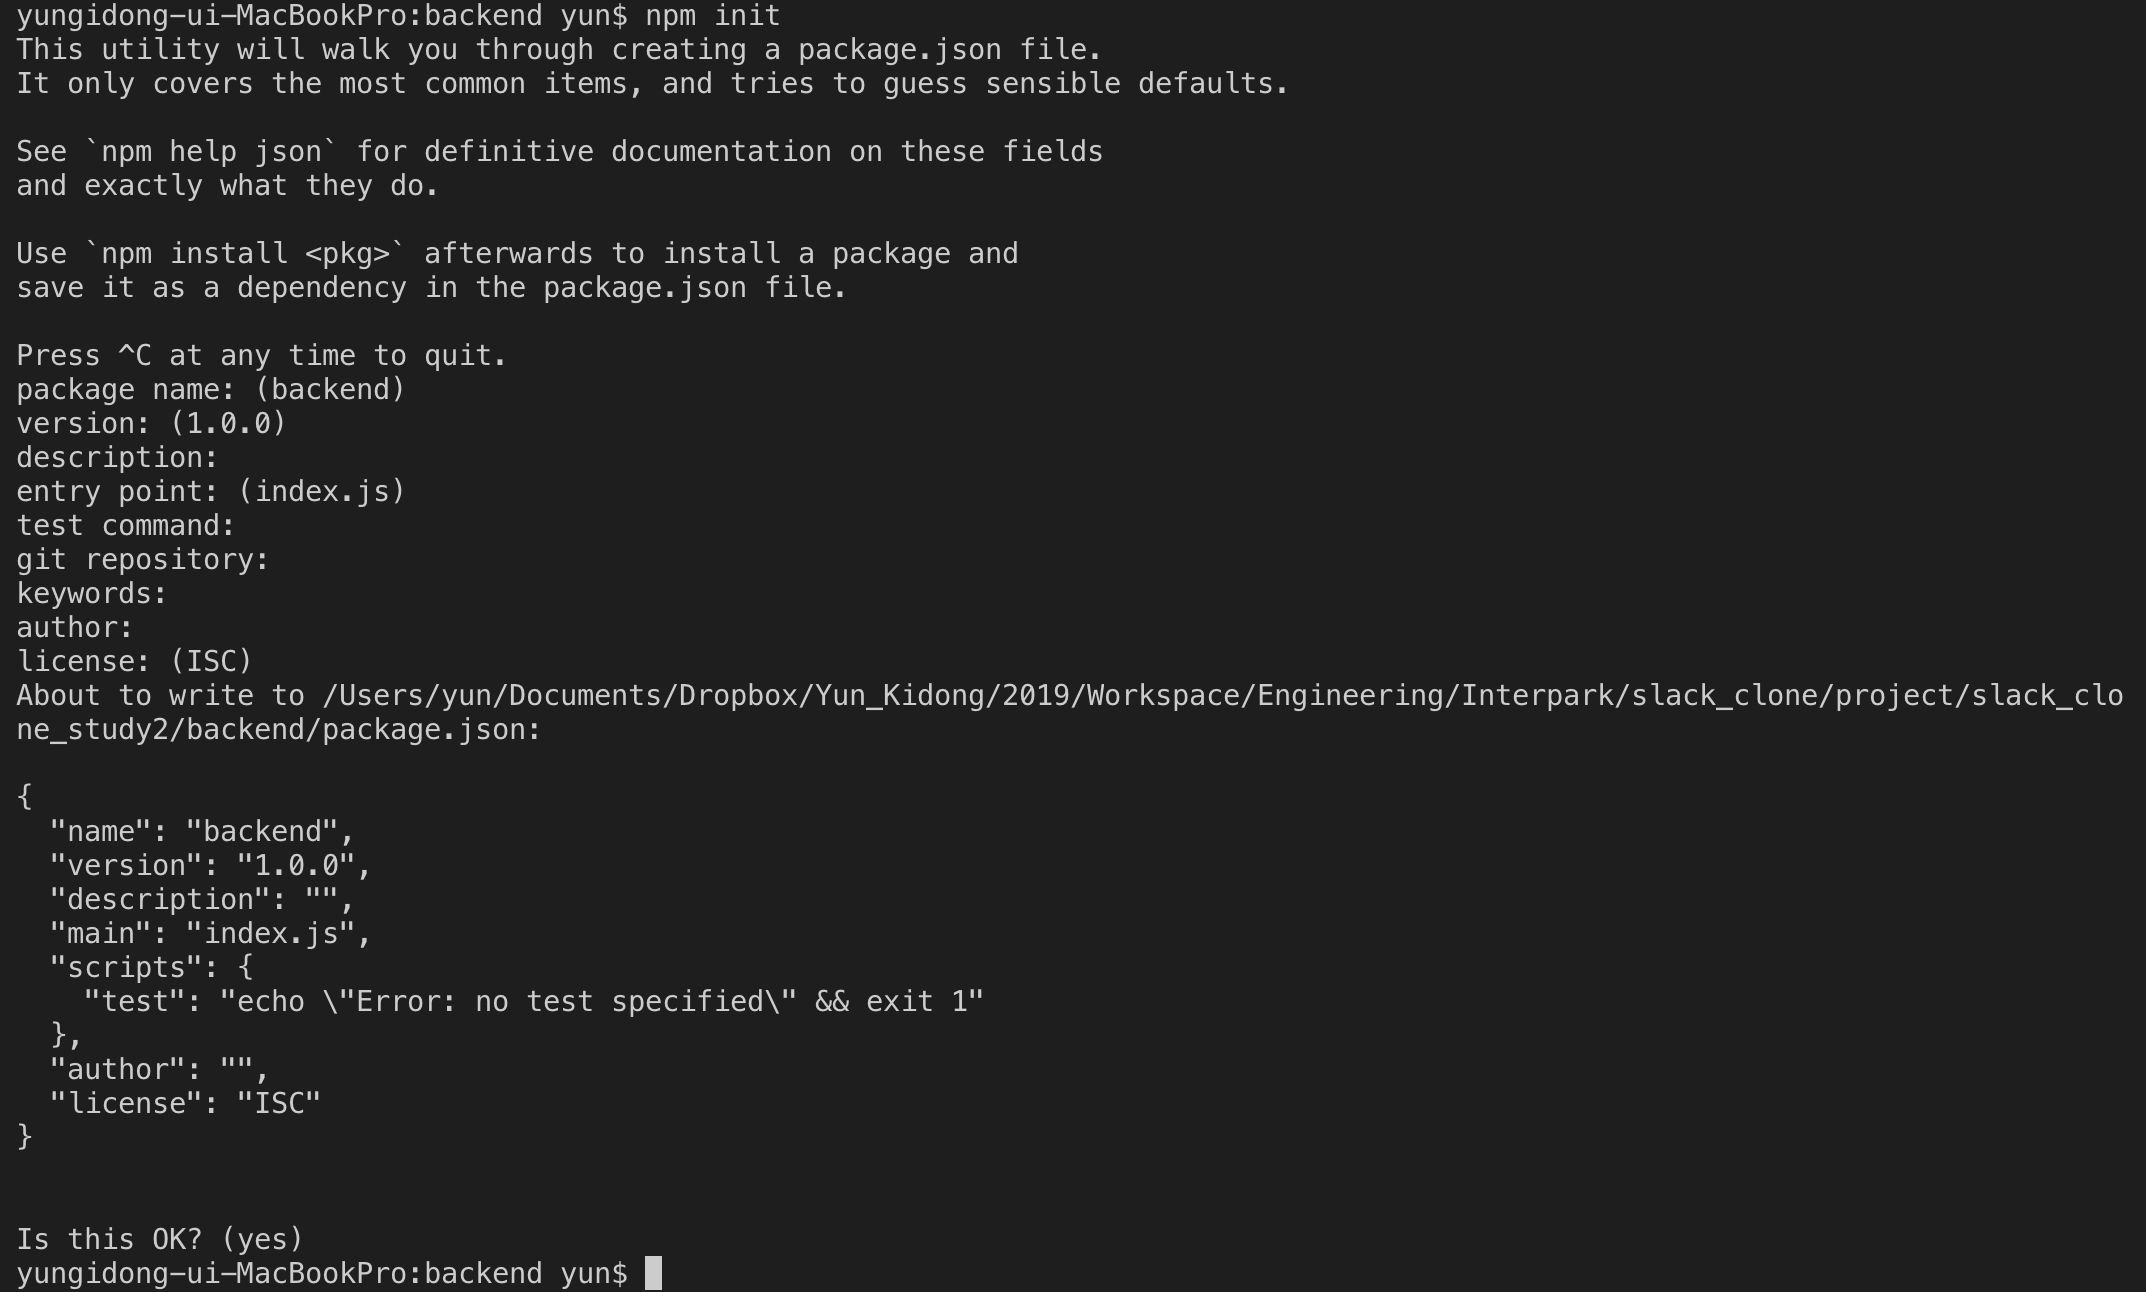 yungidong-ui-MacBookPro:backend yun$ npm init
This utility will walk you through creating a package.json file.
It only covers the most common items, and tries to guess sensible defaults.

See `npm help json` for definitive documentation on these fields
and exactly what they do.

Use `npm install <pkg>` afterwards to install a package and
save it as a dependency in the package.json file.

Press ^C at any time to quit.
package name: (backend)
version: (1.0.0)
description:
entry point: (index.js)
test command:
git repository:
keywords:
author:
license: (ISC)
About to write to /Users/yun/Documents/Dropbox/Yun_Kidong/2019/Workspace/Engineering/Interpark/slack_clone/project/slack_clo
ne_study2/backend/package.json:

{
  "name": "backend",
  "version": "1.0.0",
  "description": "",
  "main": "index.js",
  "scripts": {
    "test": "echo \"Error: no test specified\" && exit 1"
  },
  "author": "",
  "license": "ISC"
}


Is this OK? (yes)
yungidong-ui-MacBookPro:backend yun$